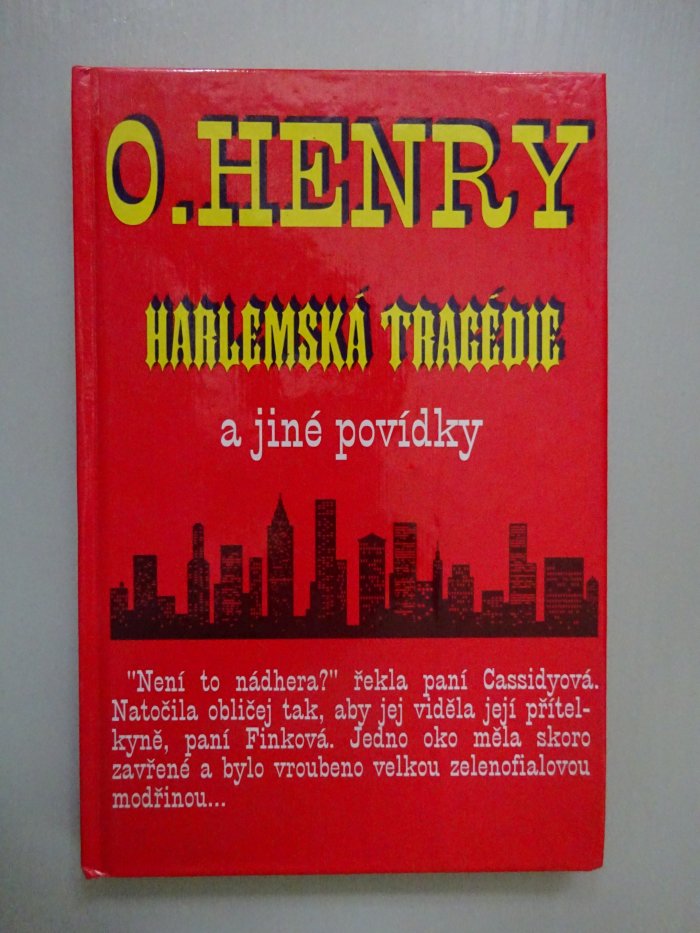 O.HENRY
HARLEMSKÁ TRAGÉDIE
a jiné povídky
"Není to nádhera?" řekla paní Cassidyová.
Natočila obličej tak, aby jej viděla její přítel-
kyně, paní Finková. Jedno oko měla skoro
zavřené a bylo vroubeno velkou zelenofialovou
modřinou...